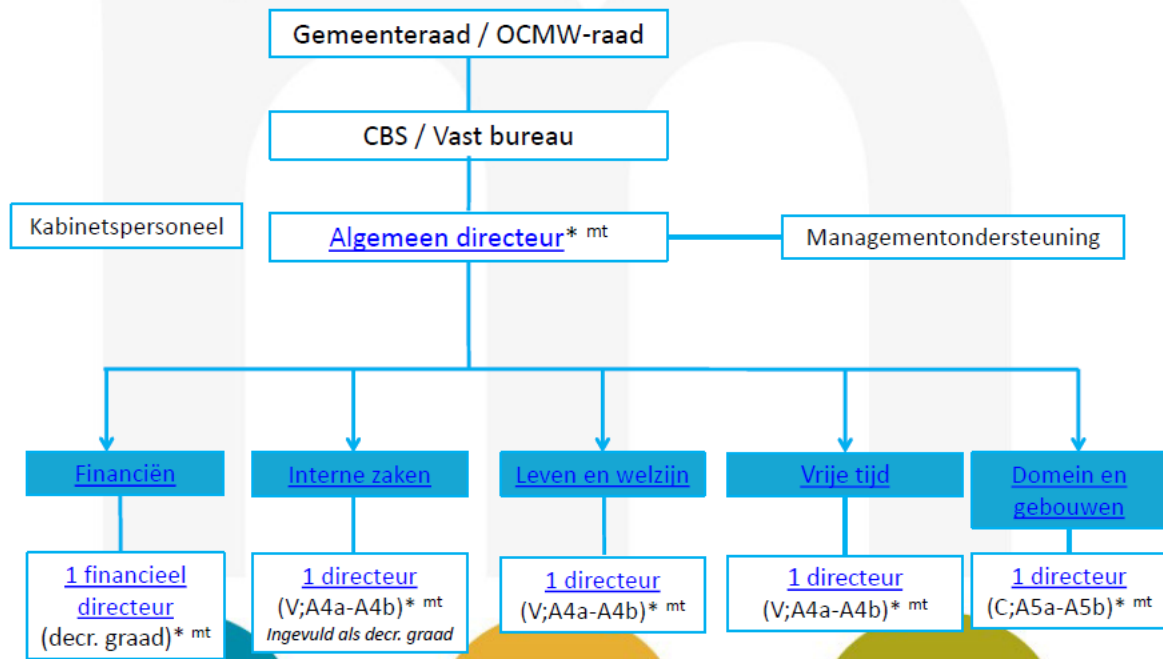 Gemeenteraad / OCMW-raad
CBS / Vast bureau
Kabinetspersoneel
Algemeen directeur* mt
Managementondersteuning
Financiën
Interne zaken
Leven en welzijn
Vrije tijd
Domein en
gebouwen
1 financieel
directeur
(decr. graad)* mt
1 directeur
(V;A4a-A4b)* mt
Ingevuld als decr. graad
1 directeur
(V;A4a-A4b)* mt
1 directeur
(V;A4a-A4b)* mt
1 directeur
(C;A5a-A5b)* mt